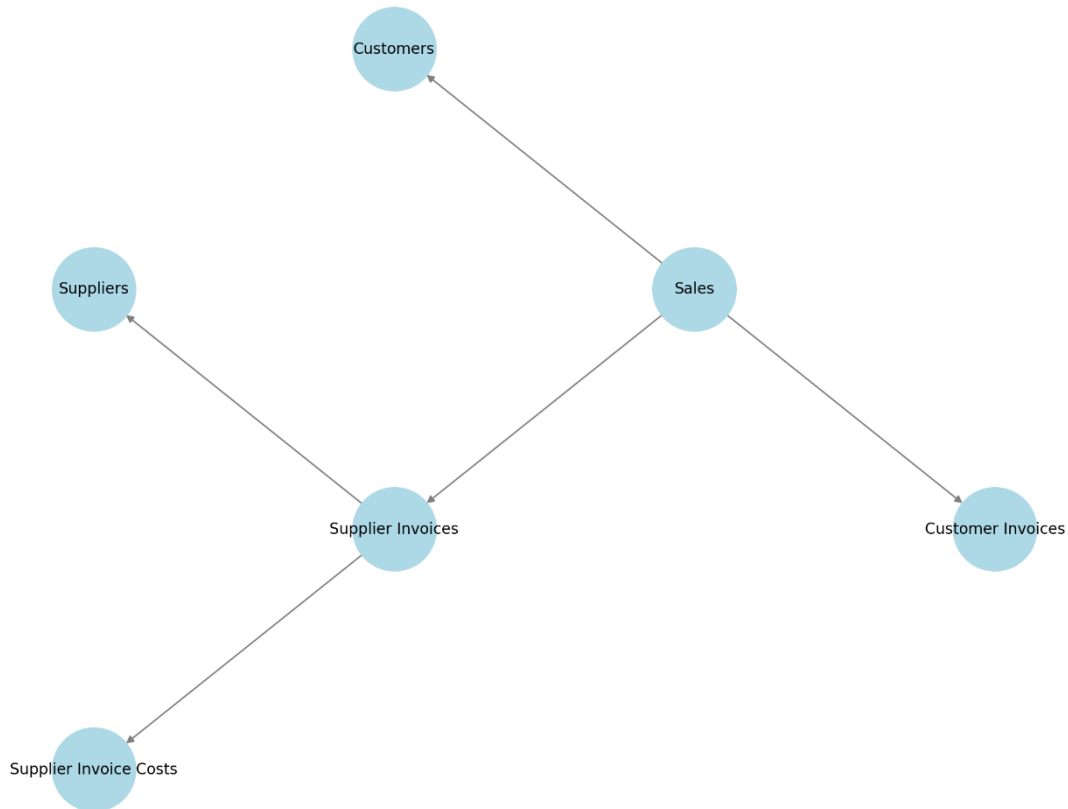 Customers
Suppliers
Sales
Supplier Invoices
Customer Invoices
Supplier Invoice Costs